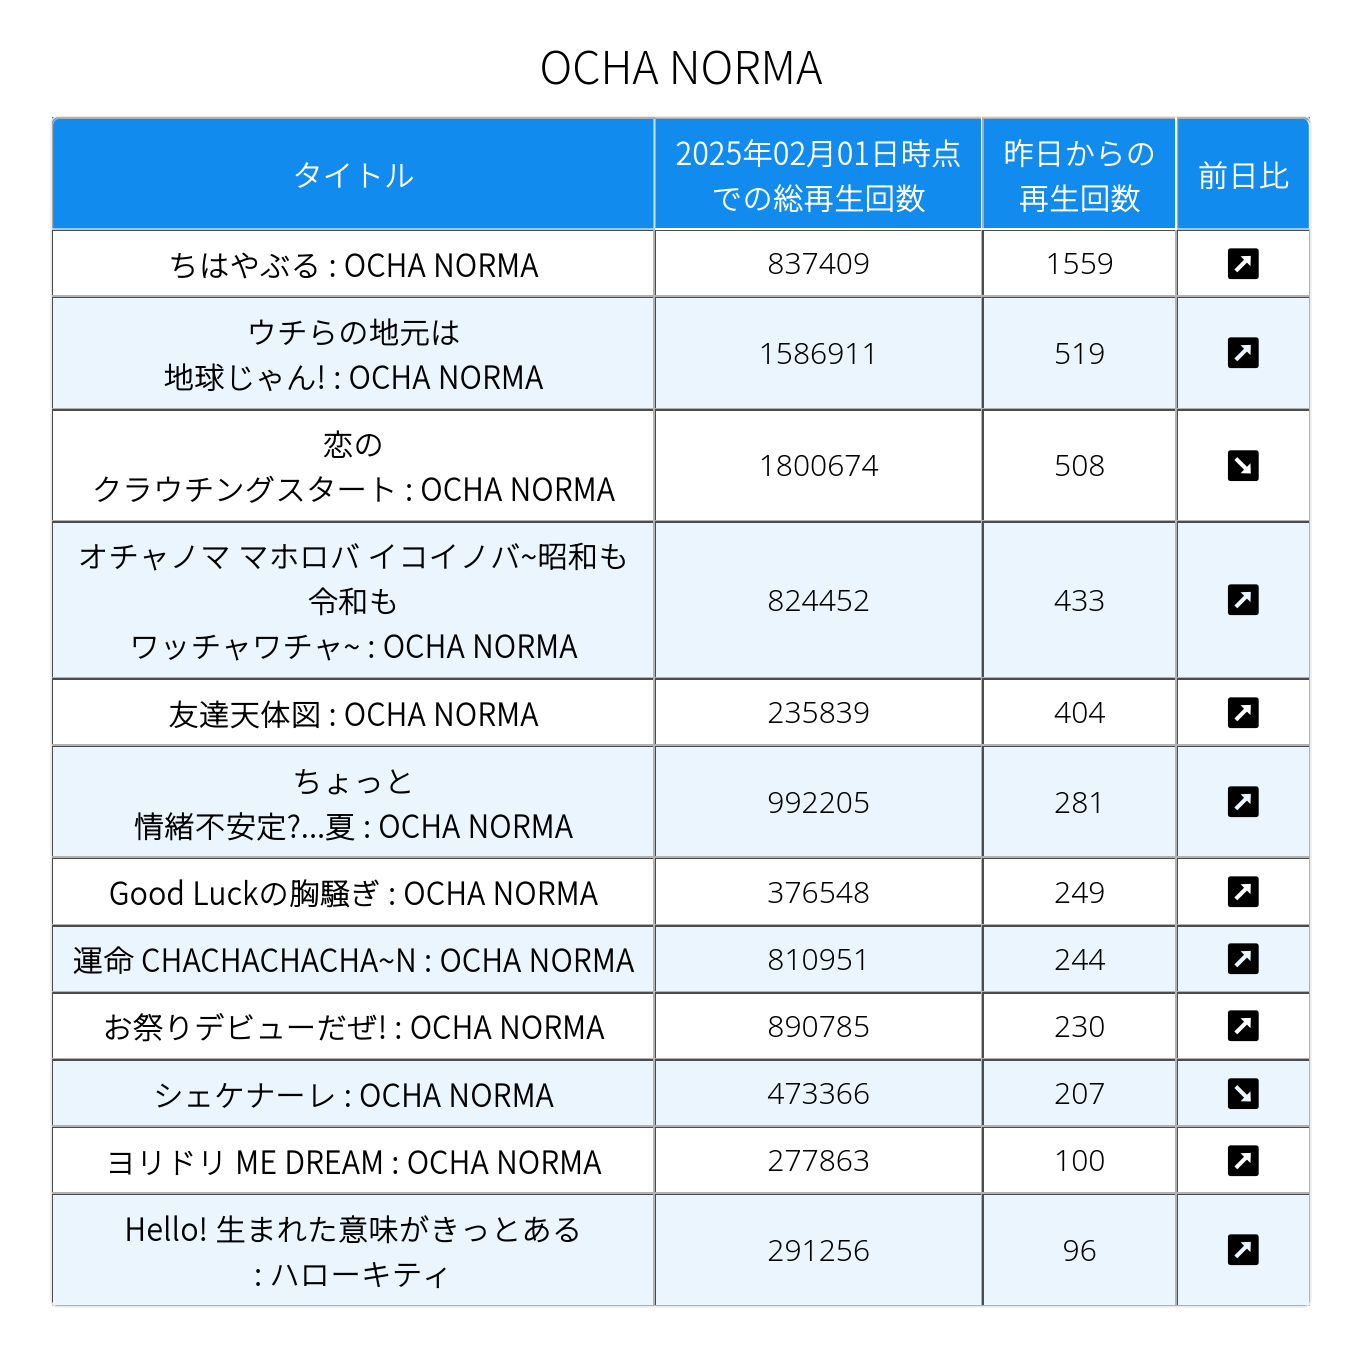 OCHA NORMA
タイトル
2025年02月01日時点
での総再生回数
昨日からの
再生回数
前日比
ちはやぶる : OCHA NORMA
837409
1559
ウチらの地元は
地球じゃん! : OCHA NORMA
1586911
519
恋の
クラウチングスタート : OCHA NORMA
1800674
508
オチャノマ マホロバ イコイノバ~昭和も
令和も
ワッチャワチャ~ : OCHA NORMA
824452
433
友達天体図 : OCHA NORMA
235839
404
ちょっと
情緒不安定?...夏 : OCHA NORMA
992205
281
Good Luckの胸騒ぎ : OCHA NORMA
376548
249
運命 CHACHACHACHA~N : OCHA NORMA
810951
244
お祭りデビューだぜ! : OCHA NORMA
890785
230
シェケナーレ : OCHA NORMA
473366
207
ヨリドリ ME DREAM : OCHA NORMA
277863
100
Hello! 生まれた意味がきっとある
: ハローキティ
291256
96